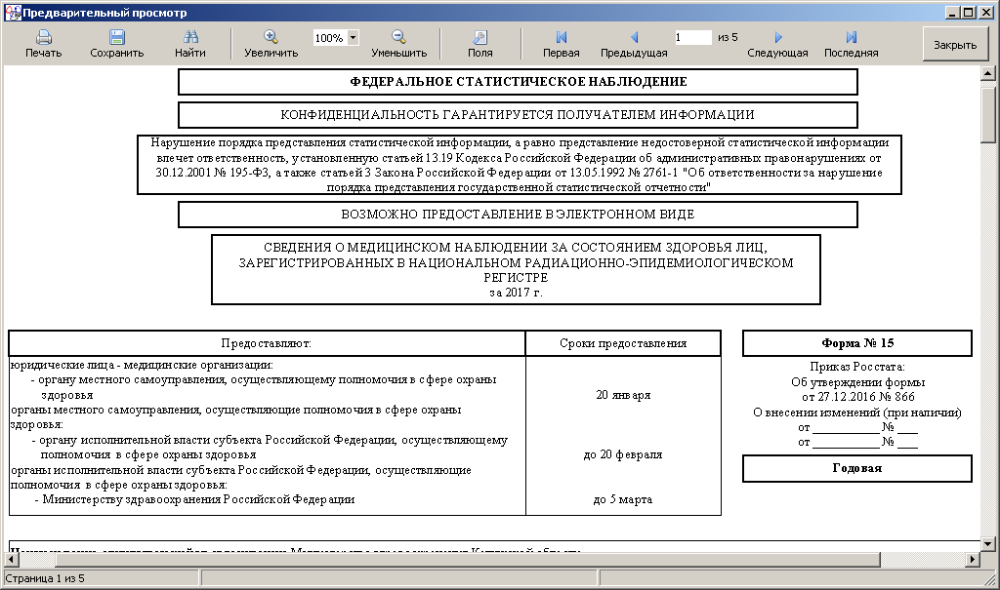 Предварительный просмотр
Печать Сохранить Найти Увеличить 100% Уменьшить Поля Первая Предыдущая 1 из 5 Следующая Последняя Закрыть
ФЕДЕРАЛЬНОЕ СТАТИСТИЧЕСКОЕ НАБЛЮДЕНИЕ
КОНФИДЕНЦИАЛЬНОСТЬ ГАРАНТИРУЕТСЯ ПОЛУЧАТЕЛЕМ ИНФОРМАЦИИ
Нарушение порядка представления статистической информации, а равно представление недостоверной статистической информации
влечет ответственность, установленную статьей 13.19 Кодекса Российской Федерации об административных правонарушениях от
30.12.2001 № 195-ФЗ, а также статьей 3 Закона Российской Федерации от 13.05.1992 № 2761-1 "Об ответственности за нарушение
порядка представления государственной статистической отчетности"
ВОЗМОЖНО ПРЕДОСТАВЛЕНИЕ В ЭЛЕКТРОННОМ ВИДЕ
СВЕДЕНИЯ О МЕДИЦИНСКОМ НАБЛЮДЕНИИ ЗА СОСТОЯНИЕМ ЗДОРОВЬЯ ЛИЦ,
ЗАРЕГИСТРИРОВАННЫХ В НАЦИОНАЛЬНОМ РАДИАЦИОННО-ЭПИДЕМИОЛОГИЧЕСКОМ
РЕГИСТРЕ
за 2017 г.
Предоставляют: Сроки предоставления
юридические лица - медицинские организации:
- органу местного самоуправления, осуществляющему полномочия в сфере охраны
здоровья
20 января
органы местного самоуправления, осуществляющие полномочия в сфере охраны
здоровья:
- органу исполнительной власти субъекта Российской Федерации, осуществляющему
полномочия в сфере охраны здоровья
до 20 февраля
органы исполнительной власти субъекта Российской Федерации, осуществляющие
полномочия в сфере охраны здоровья:
- Министерству здравоохранения Российской Федерации
до 5 марта
Форма № 15
Приказ Росстата:
Об утверждении формы
от 27.12.2016 № 866
О внесении изменений (при наличии)
от ___________ № ___
от ___________ № ___
Годовая
Страница 1 из 5